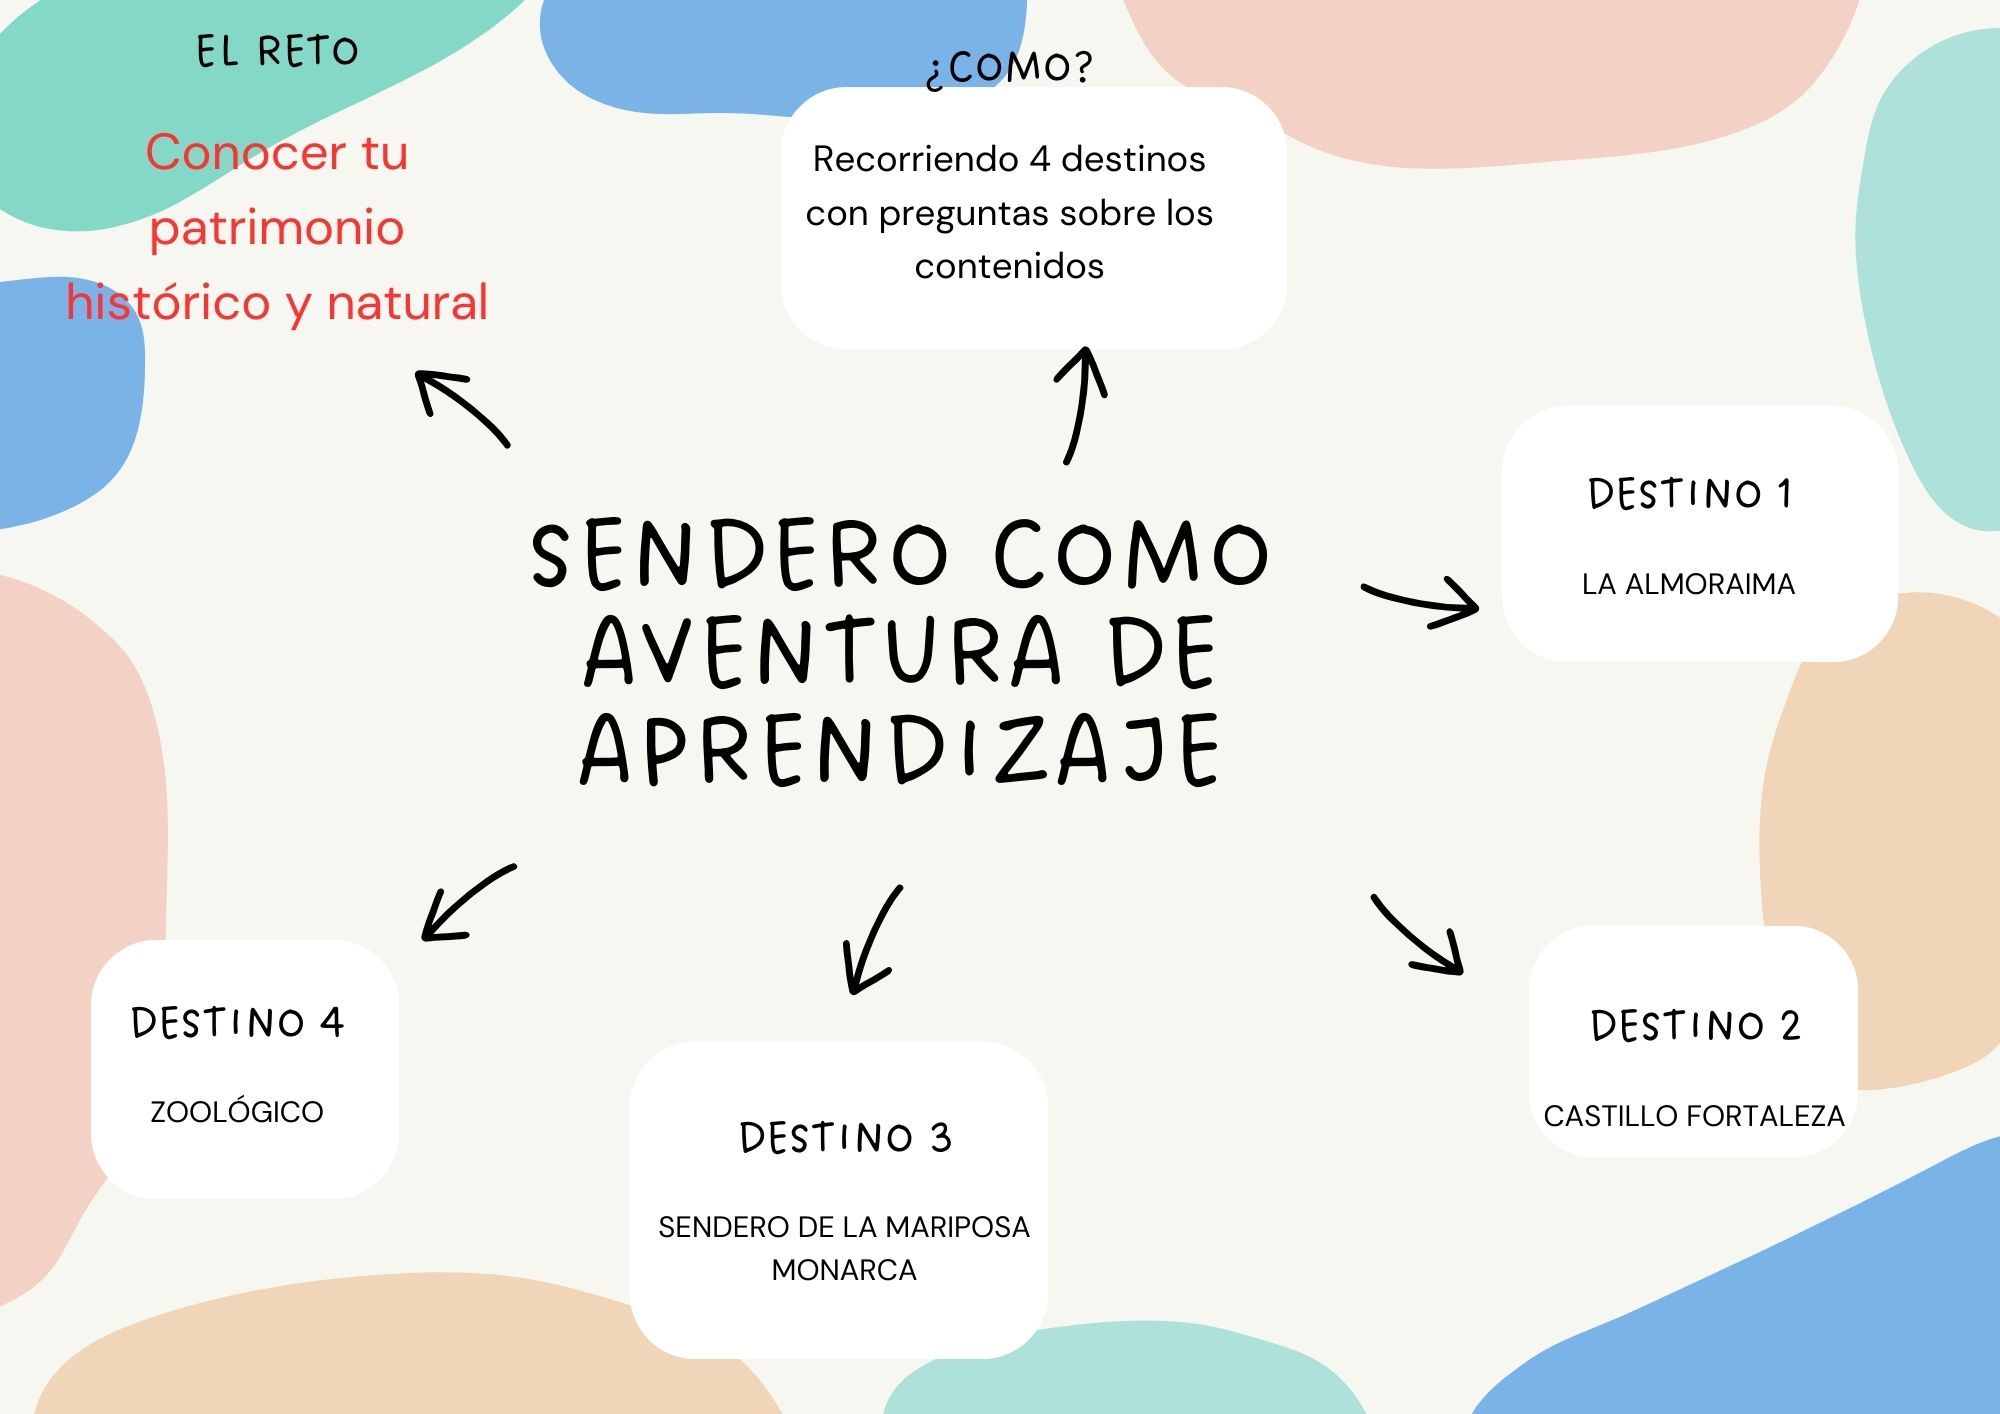 EL RETO
Conocer tu
patrimonio
histórico y natural
¿COMO?
Recorriendo 4 destinos
con preguntas sobre los
contenidos
SENDERO COMO
AVENTURA DE
APRENDIZAJE
DESTINO 1
LA ALMORAIMA
DESTINO 2
CASTILLO FORTALEZA
DESTINO 3
SENDERO DE LA MARIPOSA
MONARCA
DESTINO 4
ZOOLÓGICO